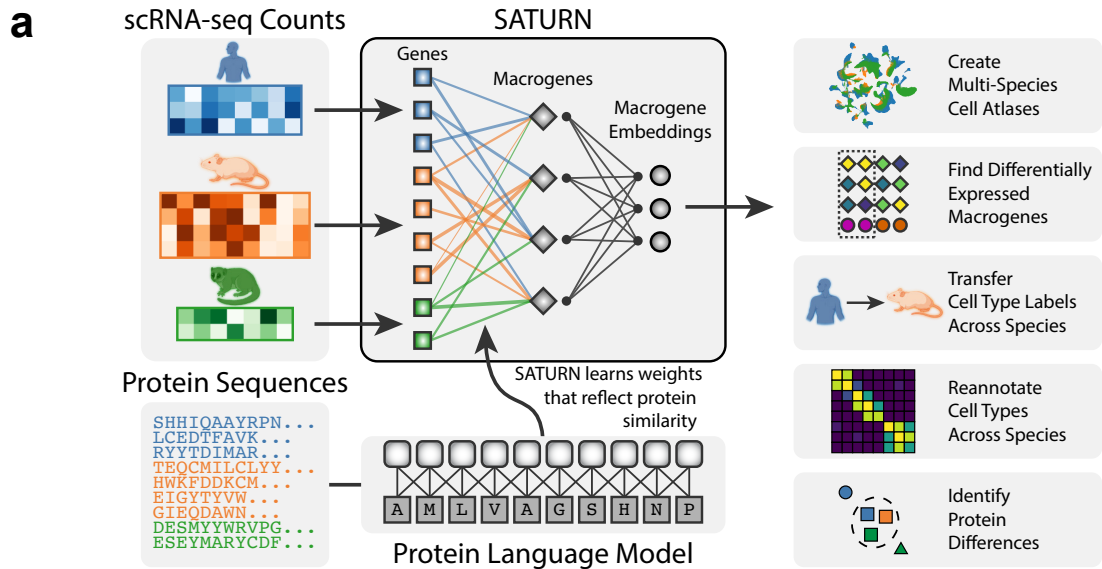 a
scRNA-seq Counts
SATURN
Genes
Macrogenes
Macrogene
Embeddings
SATURN learns weights
that reflect protein
similarity
Protein Sequences
SHHIQAAYRPN...
LCEDTFAVK...
RYYTDIMAR...
TEQCMILCLYY...
HWKFDDKCM...
EIGYTYVW...
GIEQDAWN...
DESMYYWRVPG...
ESEYMARYCDF...
A M L V A G S H N P
Protein Language Model
Create
Multi-Species
Cell Atlases
Find Differentially
Expressed
Macrogenes
Transfer
Cell Type Labels
Across Species
Reannotate
Cell Types
Across Species
Identify
Protein
Differences